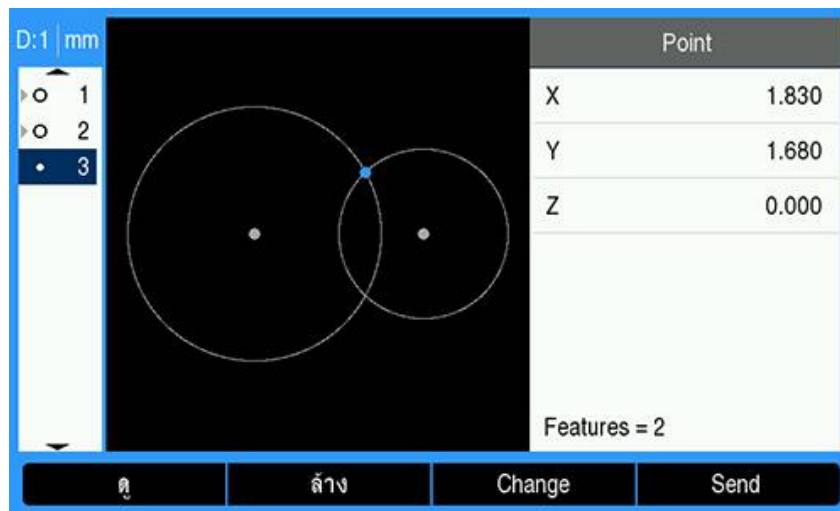 D:1 mm
Point
1
2
3
X 1.830
Y 1.680
Z 0.000
Features = 2
ดู ล้าง Change Send